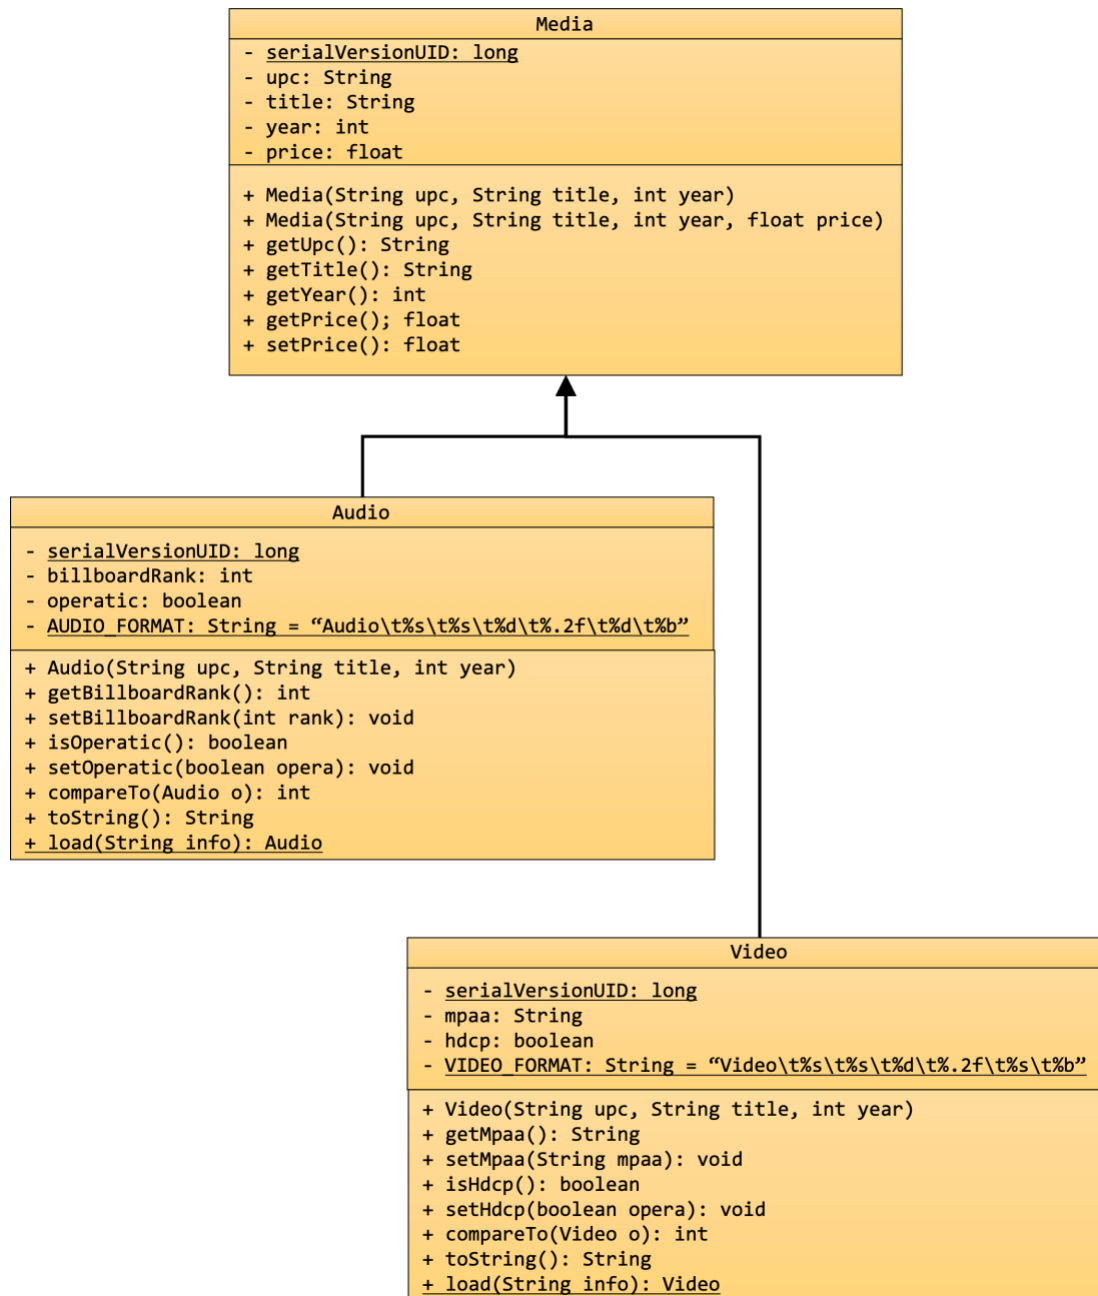 Media
- serialVersionUID: long
- upc: String
- title: String
- year: int
- price: float
+ Media(String upc, String title, int year)
+ Media(String upc, String title, int year, float price)
+ getUpc(): String
+ getTitle(): String
+ getYear(): int
+ getPrice(); float
+ setPrice(): float
Audio
- serialVersionUID: long
- billboardRank: int
- operatic: boolean
- AUDIO_FORMAT: String = “Audio\t%s\t%s\t%d\t%.2f\t%d\t%b”
+ Audio(String upc, String title, int year)
+ getBillboardRank(): int
+ setBillboardRank(int rank): void
+ isOperatic(): boolean
+ setOperatic(boolean opera): void
+ compareTo(Audio o): int
+ toString(): String
+ load(String info): Audio
Video
- serialVersionUID: long
- mpaa: String
- hdcp: boolean
- VIDEO_FORMAT: String = “Video\t%s\t%s\t%d\t%.2f\t%s\t%b”
+ Video(String upc, String title, int year)
+ getMpaa(): String
+ setMpaa(String mpaa): void
+ isHdcp(): boolean
+ setHdcp(boolean opera): void
+ compareTo(Video o): int
+ toString(): String
+ load(String info): Video